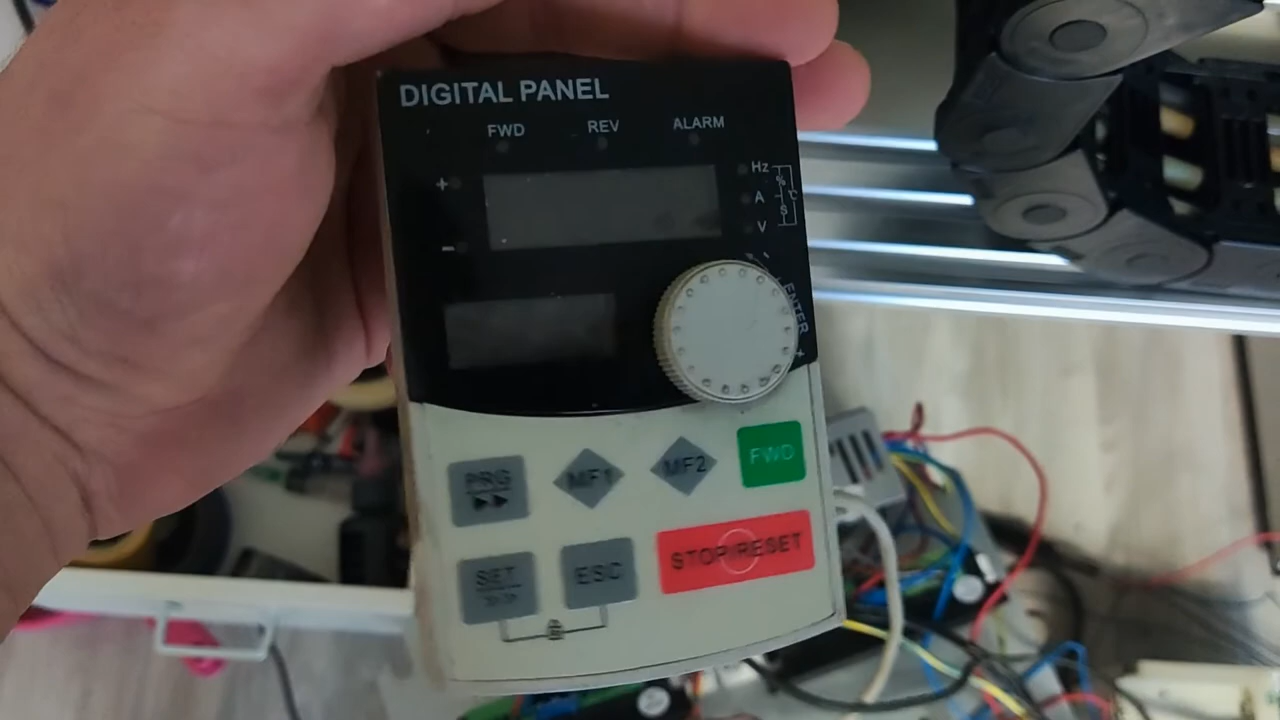 DIGITAL PANEL
FWD REV ALARM
+
Hz
%
A
°C
S
V
−
ENTER
+
PRG
▶▶
MF1
MF2
FWD
SET
ESC
STOP/RESET